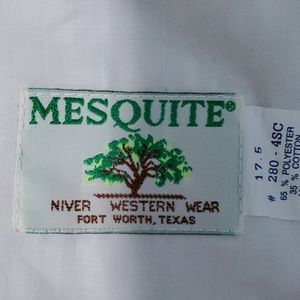 MESQUITE®
NIVER WESTERN WEAR
FORT WORTH, TEXAS
17.5
# 280 - 4SC
65 % POLYESTER
35 % COTTON